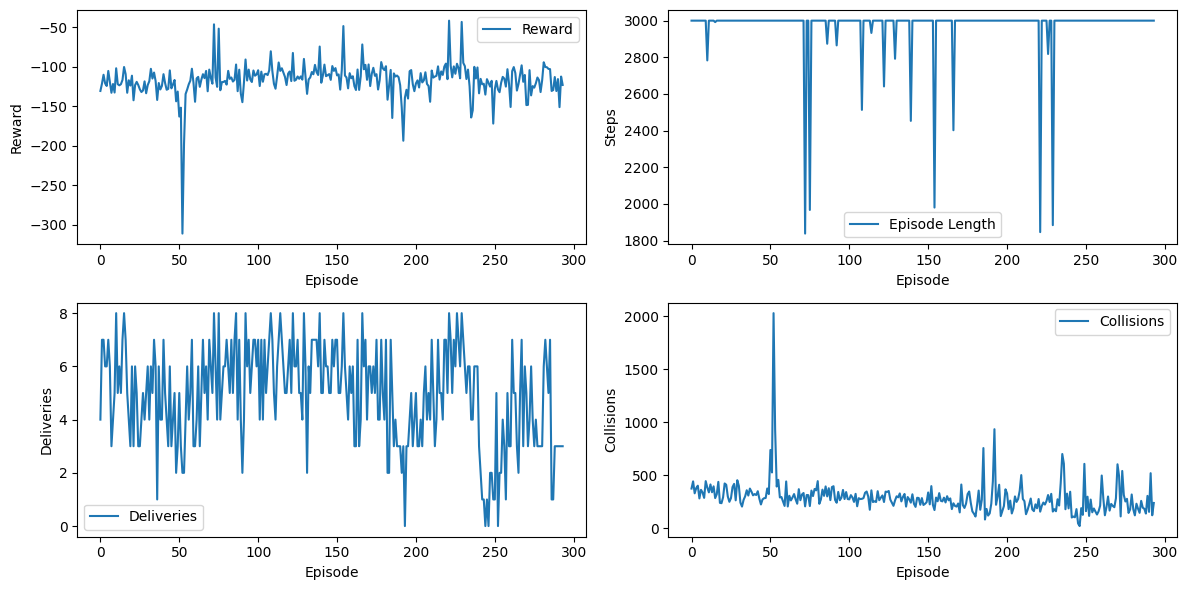 −50
−100
−150
−200
−250
−300
Reward
Reward
0 50 100 150 200 250 300
Episode
3000
2800
2600
2400
2200
2000
1800
Steps
Episode Length
0 50 100 150 200 250 300
Episode
8
6
4
2
0
Deliveries
Deliveries
0 50 100 150 200 250 300
Episode
2000
1500
1000
500
0
Collisions
Collisions
0 50 100 150 200 250 300
Episode